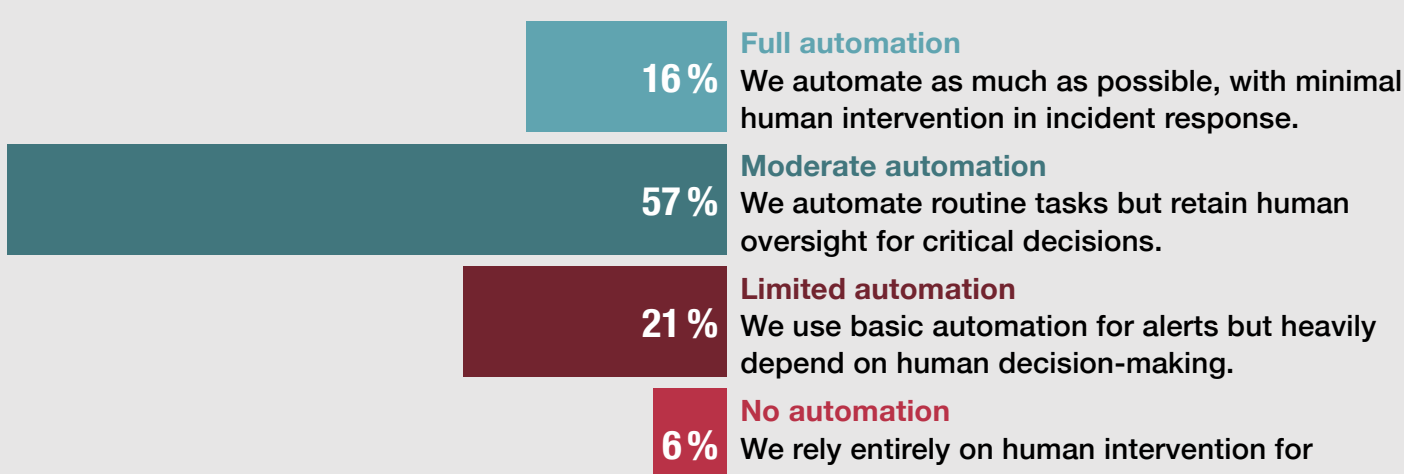 16 %
Full automation
We automate as much as possible, with minimal
human intervention in incident response.
57 %
Moderate automation
We automate routine tasks but retain human
oversight for critical decisions.
21 %
Limited automation
We use basic automation for alerts but heavily
depend on human decision-making.
6 %
No automation
We rely entirely on human intervention for